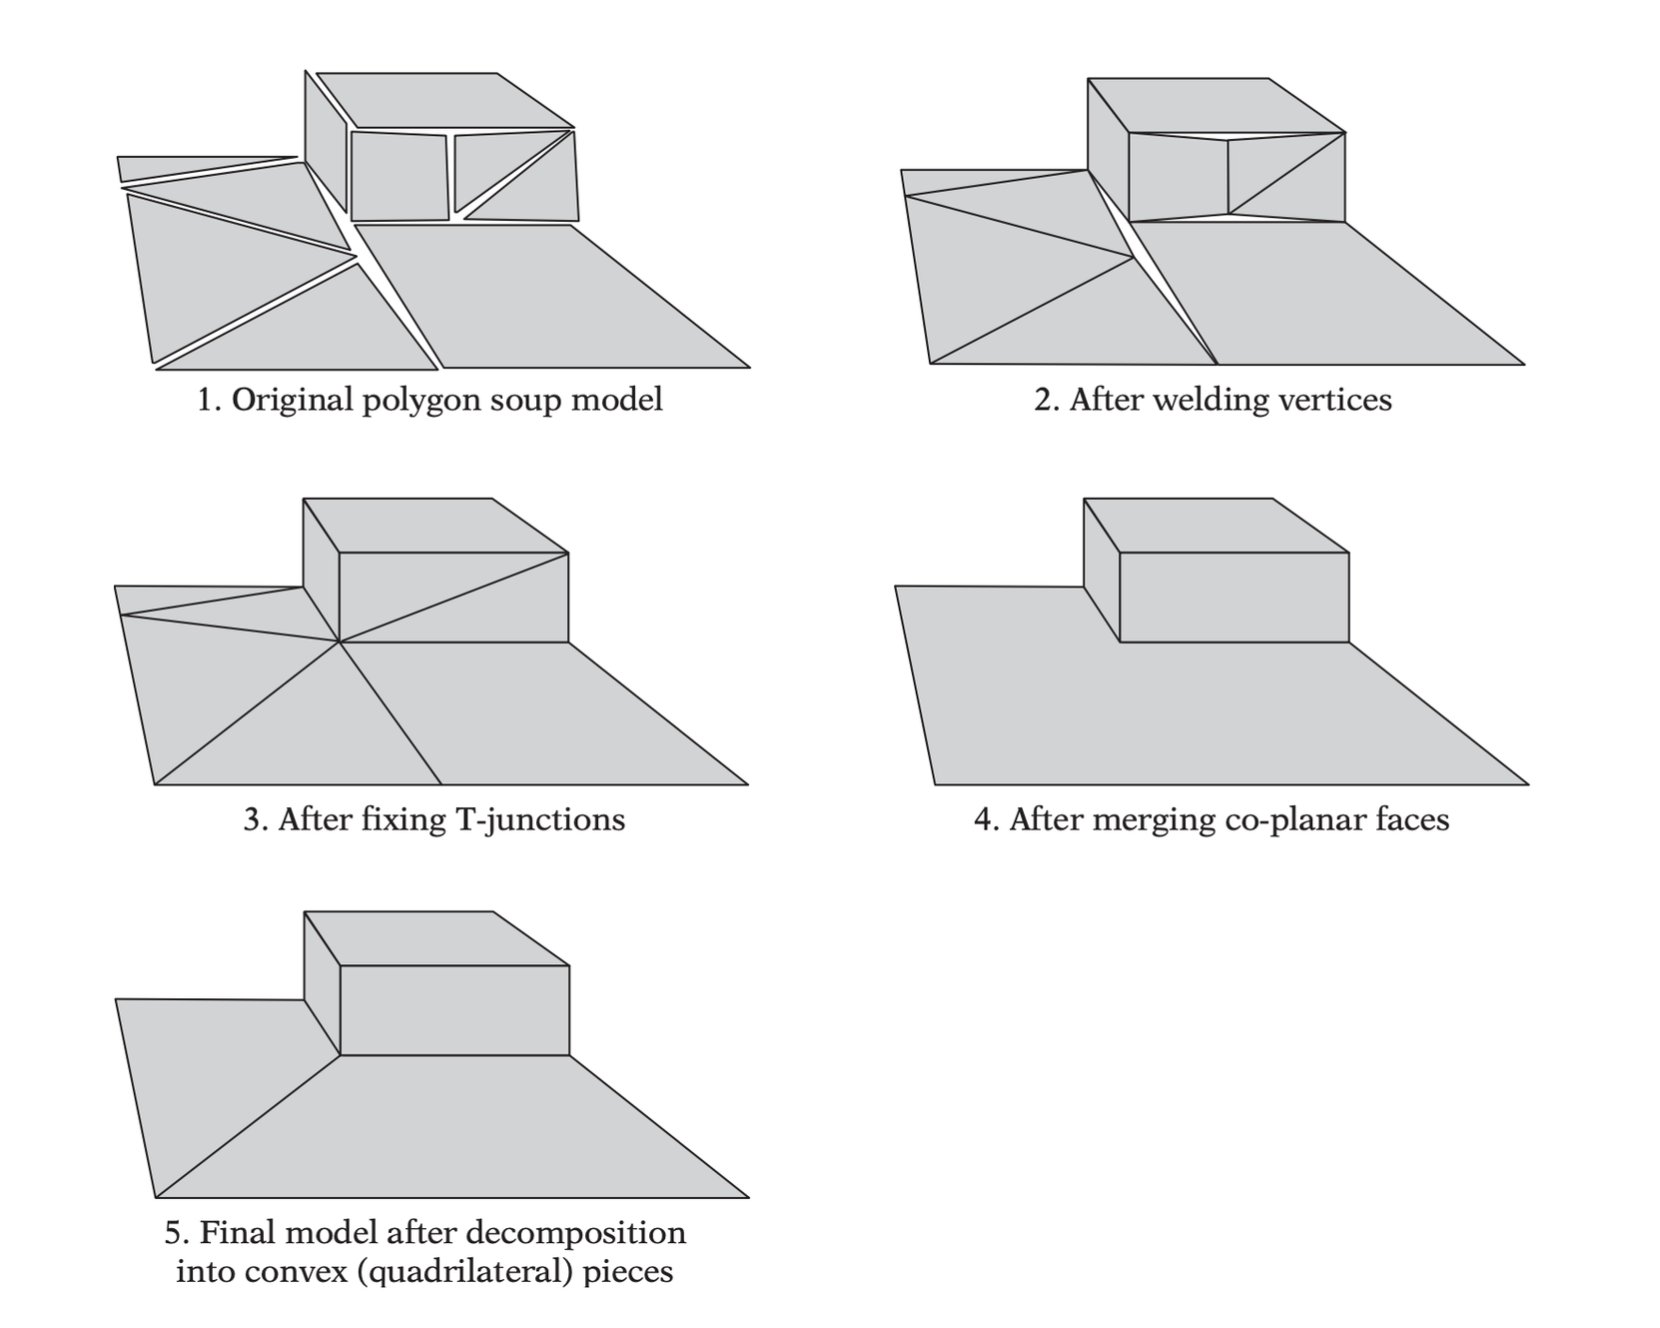 1. Original polygon soup model
2. After welding vertices
3. After fixing T-junctions
4. After merging co-planar faces
5. Final model after decomposition
into convex (quadrilateral) pieces